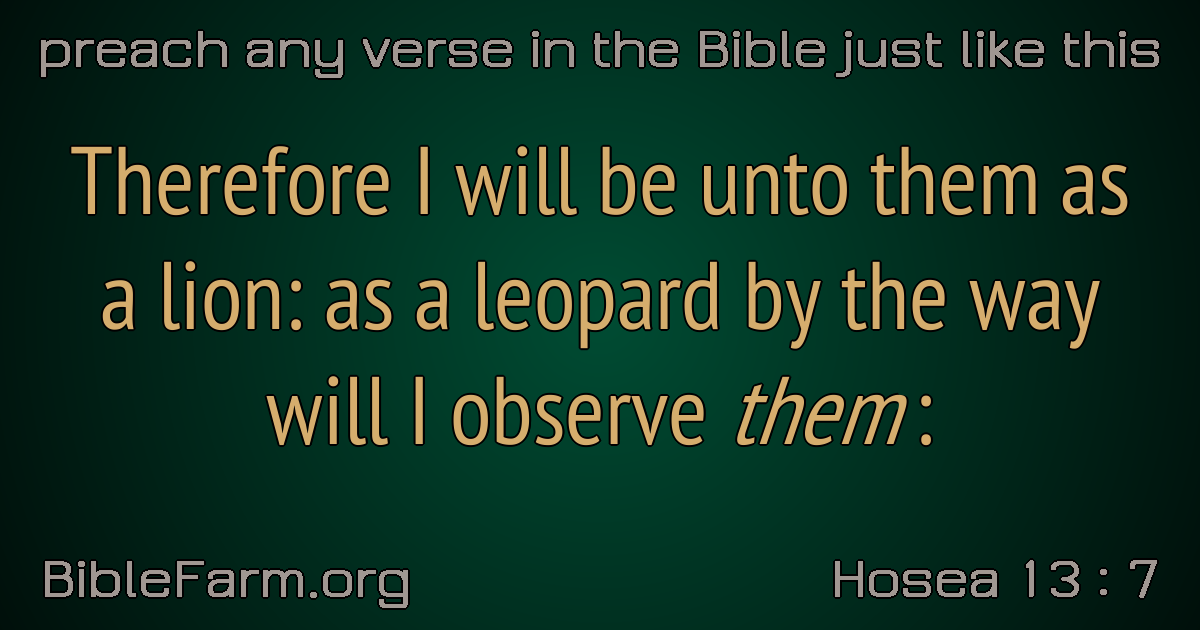 preach any verse in the Bible just like this
Therefore I will be unto them as
a lion: as a leopard by the way
will I observe them :
BibleFarm.org
Hosea 13 : 7